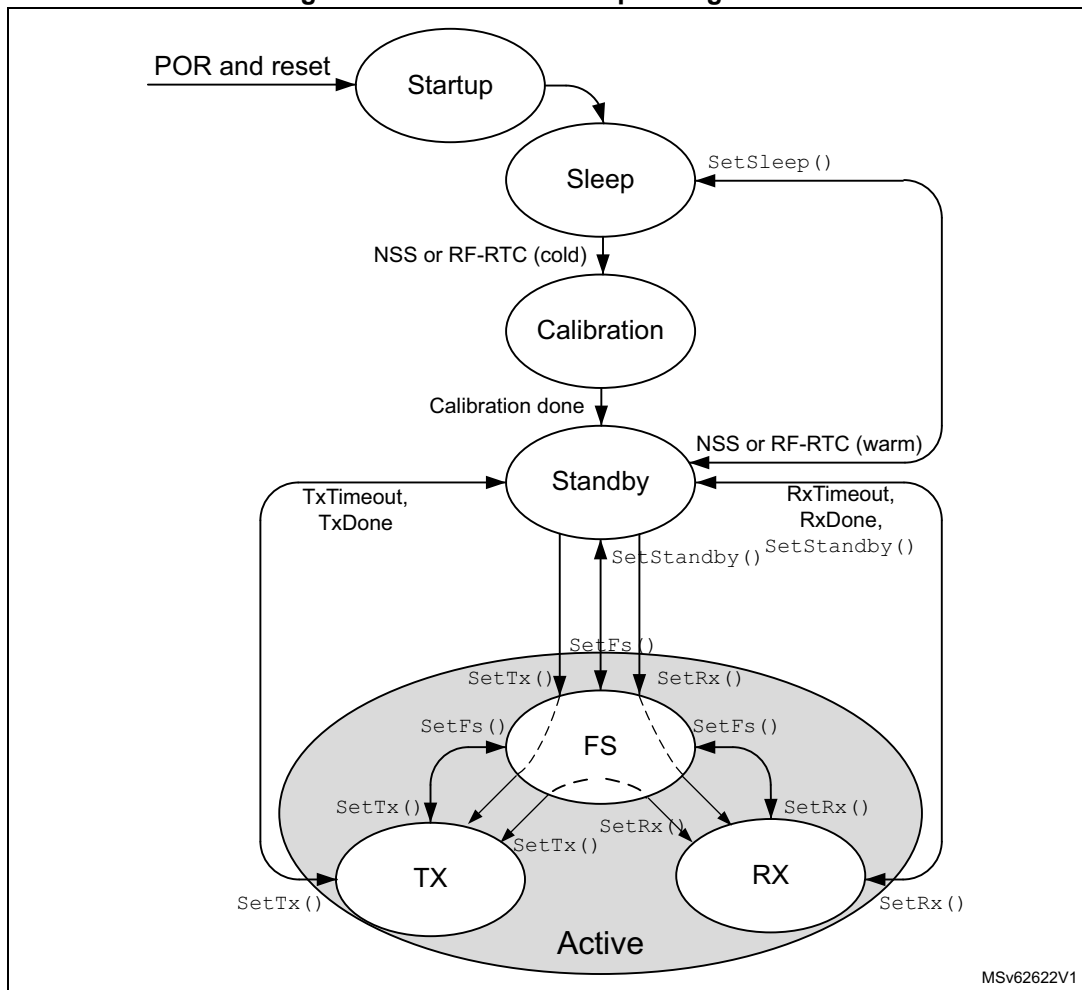 POR and reset
Startup
Sleep
SetSleep()
NSS or RF-RTC (cold)
Calibration
Calibration done
NSS or RF-RTC (warm)
Standby
TxTimeout,
TxDone
RxTimeout,
RxDone,
SetStandby()
SetStandby()
SetFs()
SetTx()
SetRx()
SetFs()
FS
SetFs()
SetTx()
SetRx()
SetRx()
SetTx()
TX
RX
SetTx()
SetRx()
Active
MSv62622V1